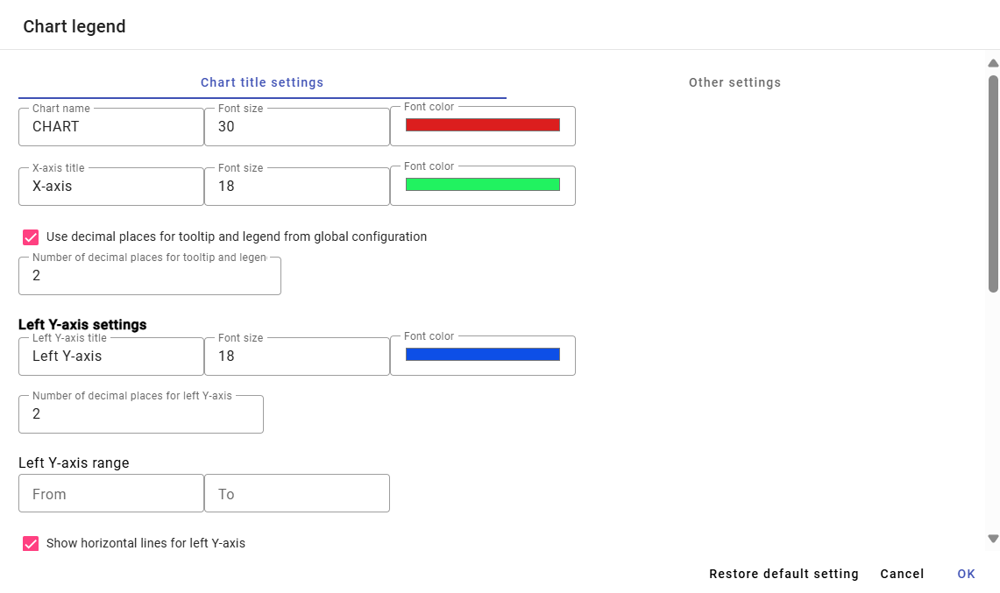 Chart legend
Chart title settings
Other settings
Chart name
Font size
Font color
CHART
30
X-axis title
Font size
Font color
X-axis
18
Use decimal places for tooltip and legend from global configuration
Number of decimal places for tooltip and legen
2
Left Y-axis settings
Left Y-axis title
Font size
Font color
Left Y-axis
18
Number of decimal places for left Y-axis
2
Left Y-axis range
From
To
Show horizontal lines for left Y-axis
Restore default setting
Cancel
OK